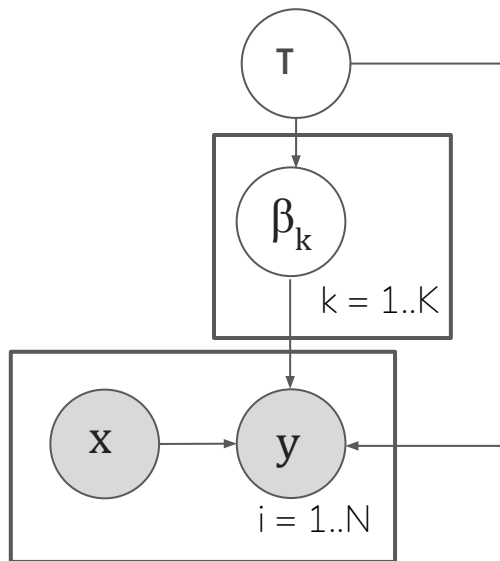 T
βk
k = 1..K
x
y
i = 1..N